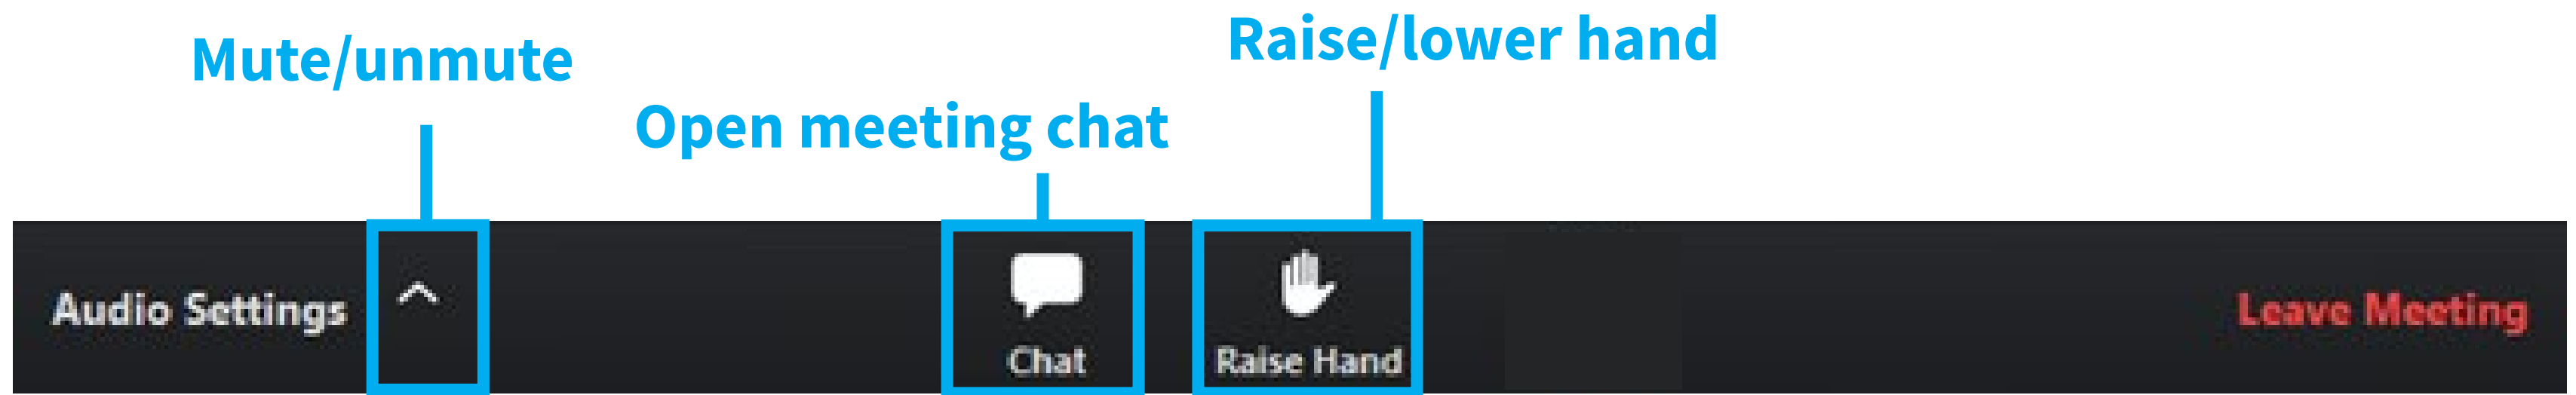 Raise/lower hand
Mute/unmute
Open meeting chat
Audio Settings
Chat
Raise Hand
Leave Meeting